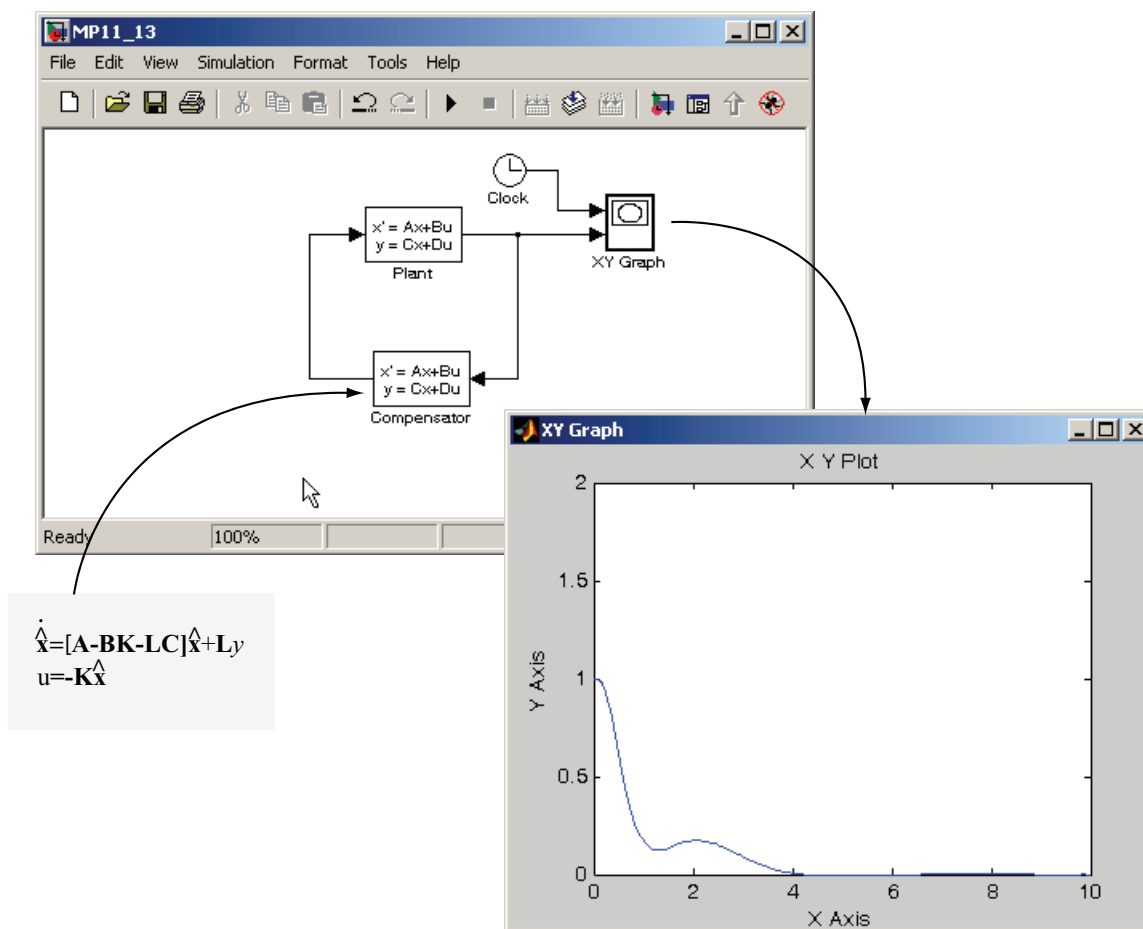 MP11_13
File Edit View Simulation Format Tools Help
Clock
x' = Ax+Bu
y = Cx+Du
Plant
XY Graph
x' = Ax+Bu
y = Cx+Du
Compensator
Ready 100%
XY Graph
X Y Plot
2
1.5
1
0.5
0
Y Axis
0 2 4 6 8 10
X Axis
x̂̇=[A-BK-LC]x̂+Ly
u=-Kx̂